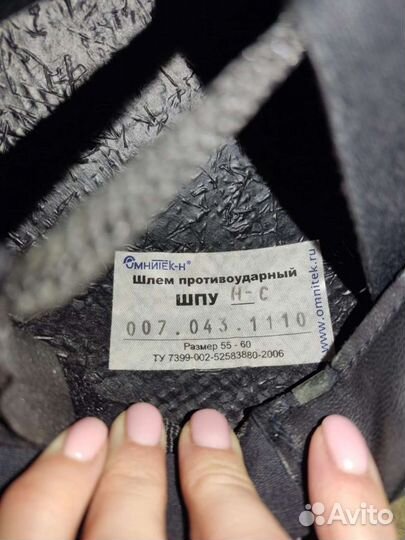 ОМНИТЕК-Н®
Шлем противоударный
ШПУ Н-С
007.043.1110
Размер 55 - 60
ТУ 7399-002-52583880-2006
www.omnitek.ru
Avito